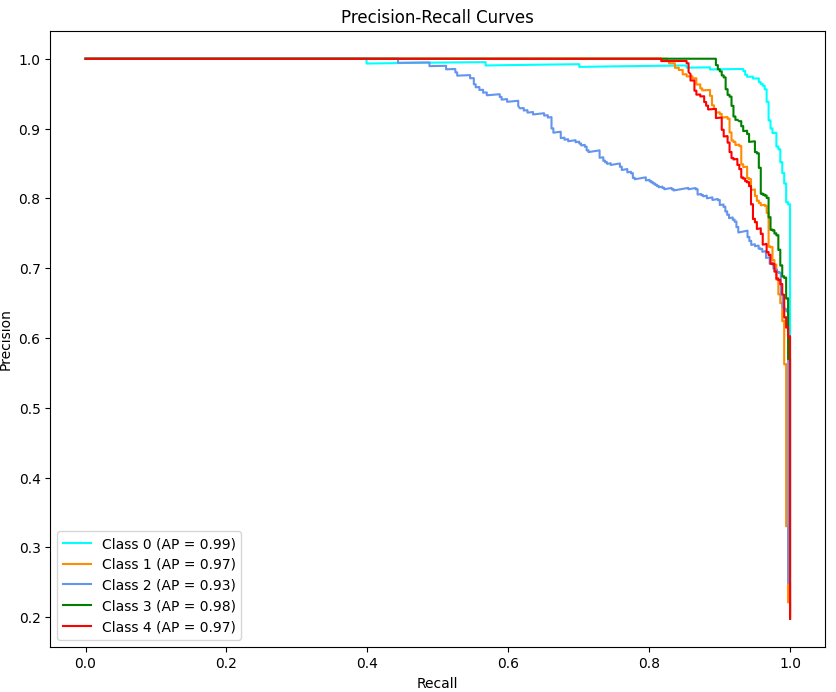 Precision-Recall Curves
1.0
0.9
0.8
0.7
0.6
0.5
0.4
0.3
0.2
Precision
Class 0 (AP = 0.99)
Class 1 (AP = 0.97)
Class 2 (AP = 0.93)
Class 3 (AP = 0.98)
Class 4 (AP = 0.97)
0.0 0.2 0.4 0.6 0.8 1.0
Recall